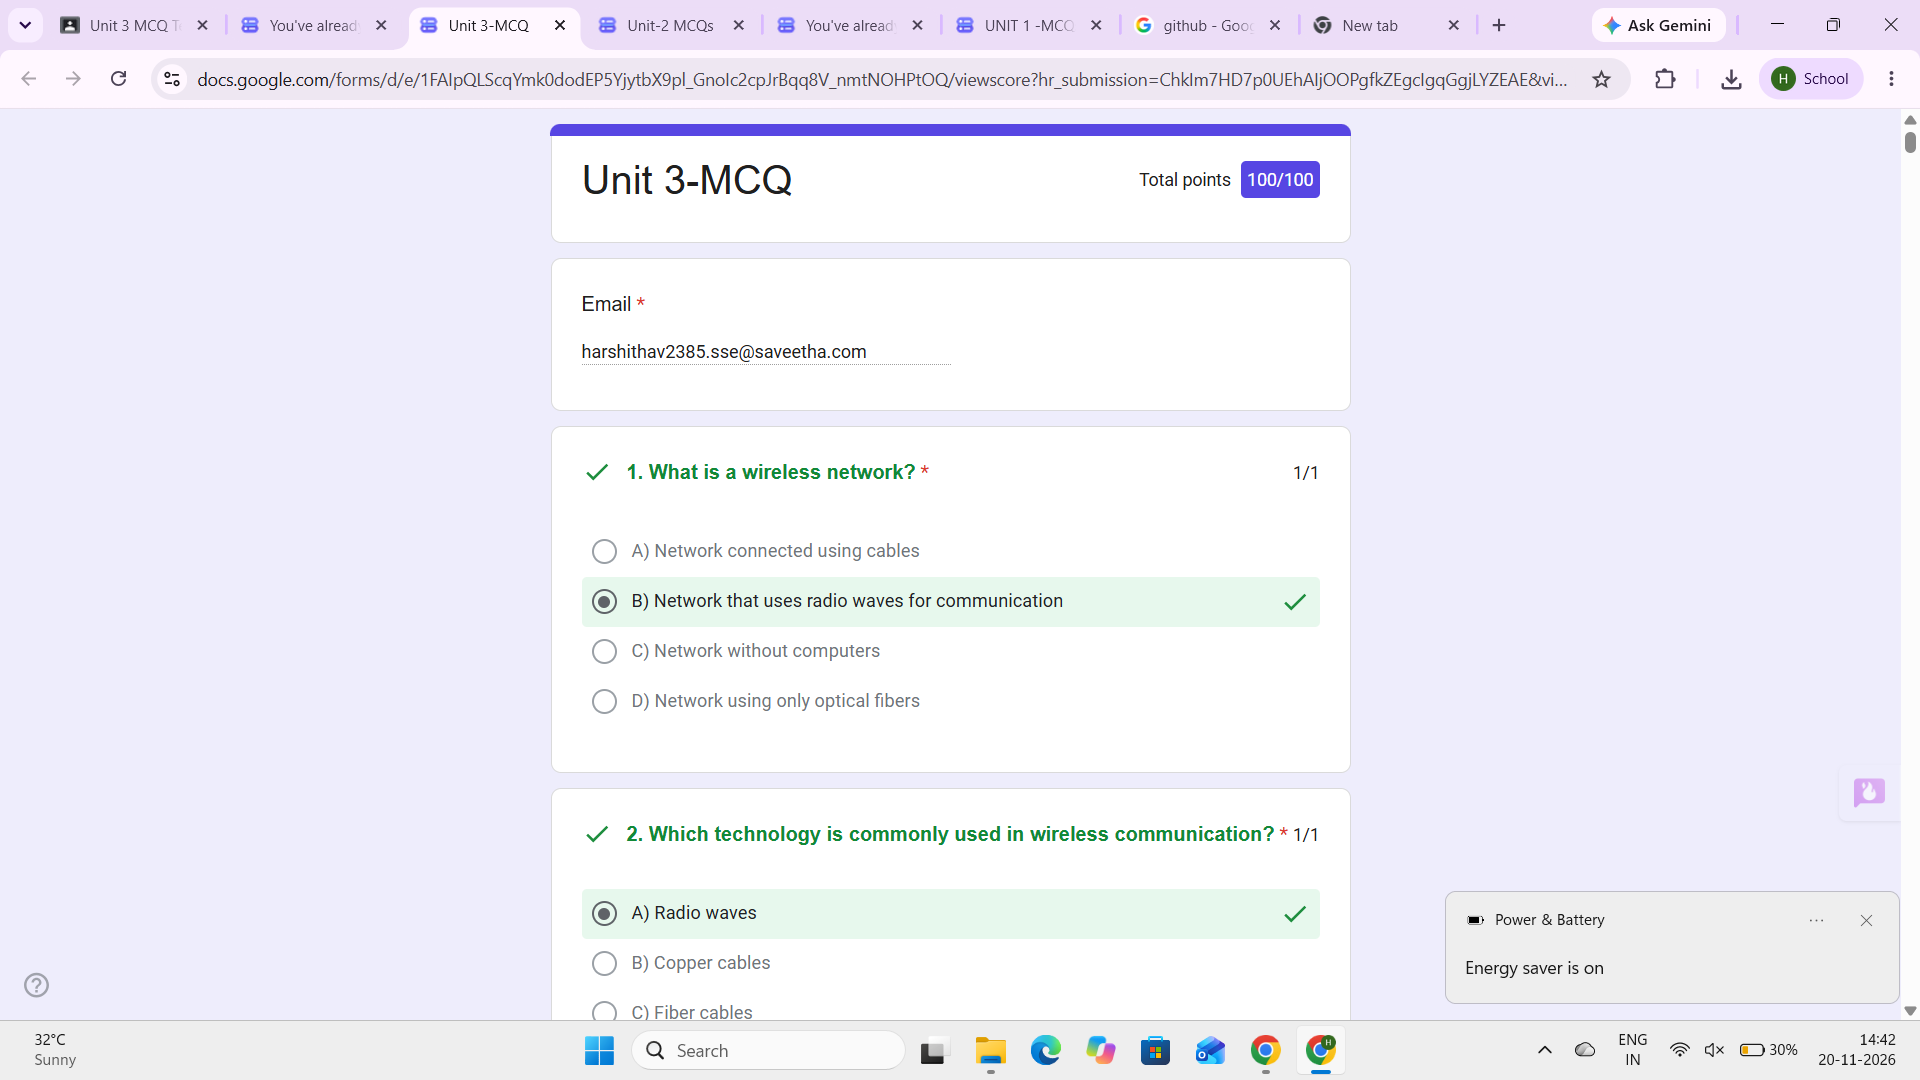 Unit 3 MCQ Te
You've alread
Unit 3-MCQ
Unit-2 MCQs
You've alread
UNIT 1 -MCQ
github - Goog
New tab
Ask Gemini
docs.google.com/forms/d/e/1FAIpQLScqYmk0dodEP5YjytbX9pl_Gnolc2cpJrBqq8V_nmtNOHPtOQ/viewscore?hr_submission=ChkIm7HD7p0UEhAIjOOPgfkZEgcIgqGgjLYZEAE&vi...
H
School
Unit 3-MCQ
Total points 100/100
Email *
harshithav2385.sse@saveetha.com
1. What is a wireless network? *
1/1
A) Network connected using cables
B) Network that uses radio waves for communication
C) Network without computers
D) Network using only optical fibers
2. Which technology is commonly used in wireless communication? * 1/1
A) Radio waves
B) Copper cables
C) Fiber cables
Power & Battery
Energy saver is on
32°C
Sunny
Search
ENG
IN
30%
14:42
20-11-2026